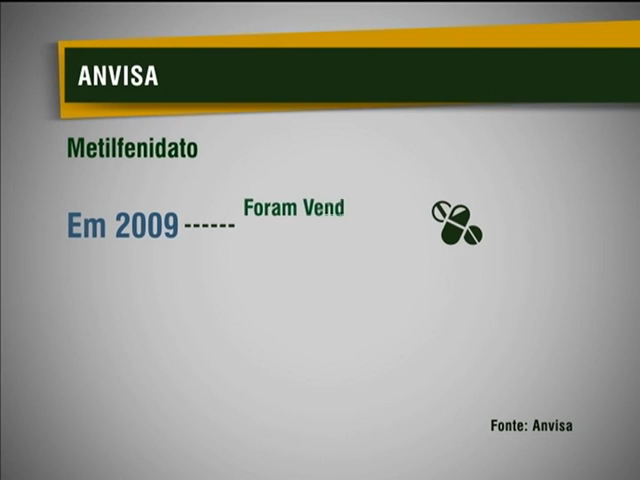 ANVISA
Metilfenidato
Em 2009 ------ Foram Vend
Fonte: Anvisa